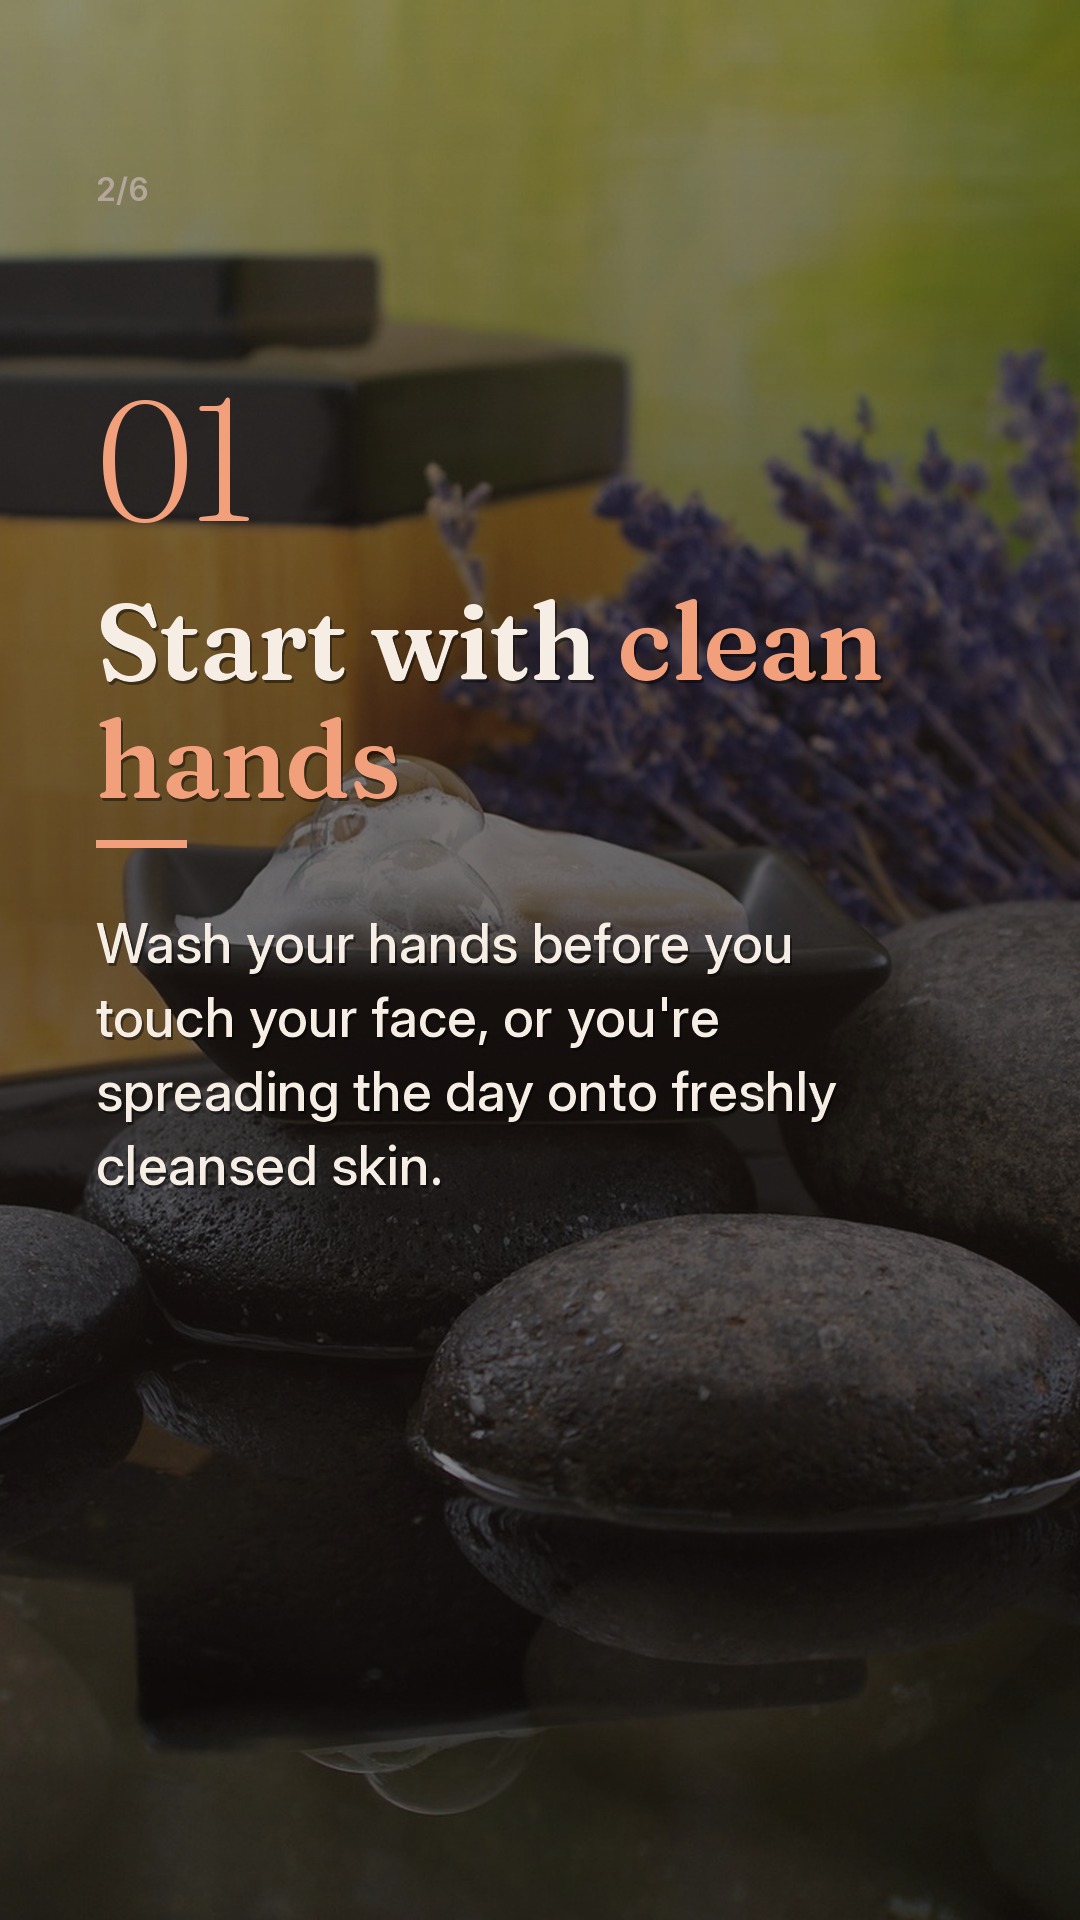 2/6
01
Start with clean
hands
Wash your hands before you
touch your face, or you're
spreading the day onto freshly
cleansed skin.